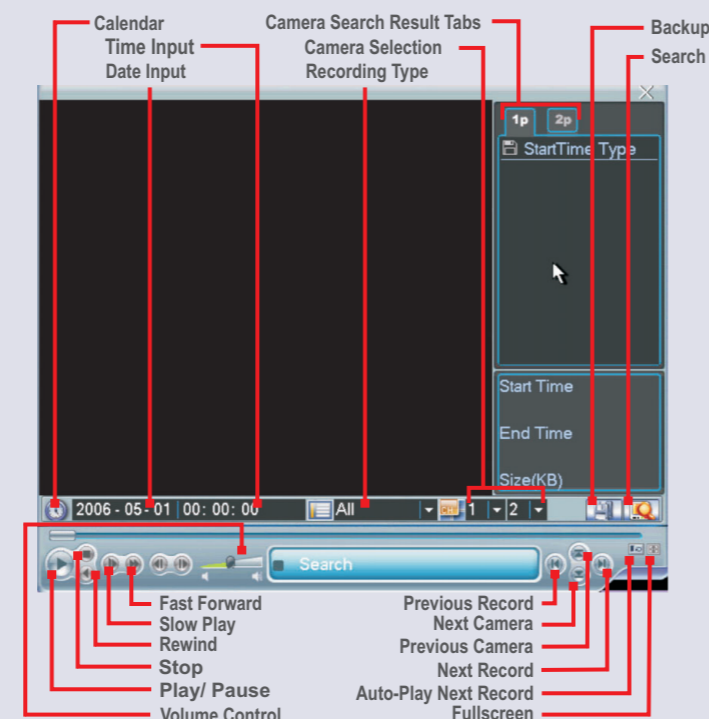 Calendar
Camera Search Result Tabs
Backup
Time Input
Camera Selection
Search
Date Input
Recording Type
1p 2p
StartTime Type
Start Time
End Time
Size(KB)
2006 - 05 - 01 00: 00: 00 All 1 2
Search
Fast Forward
Slow Play
Rewind
Stop
Play/ Pause
Volume Control
Previous Record
Next Camera
Previous Camera
Next Record
Auto-Play Next Record
Fullscreen